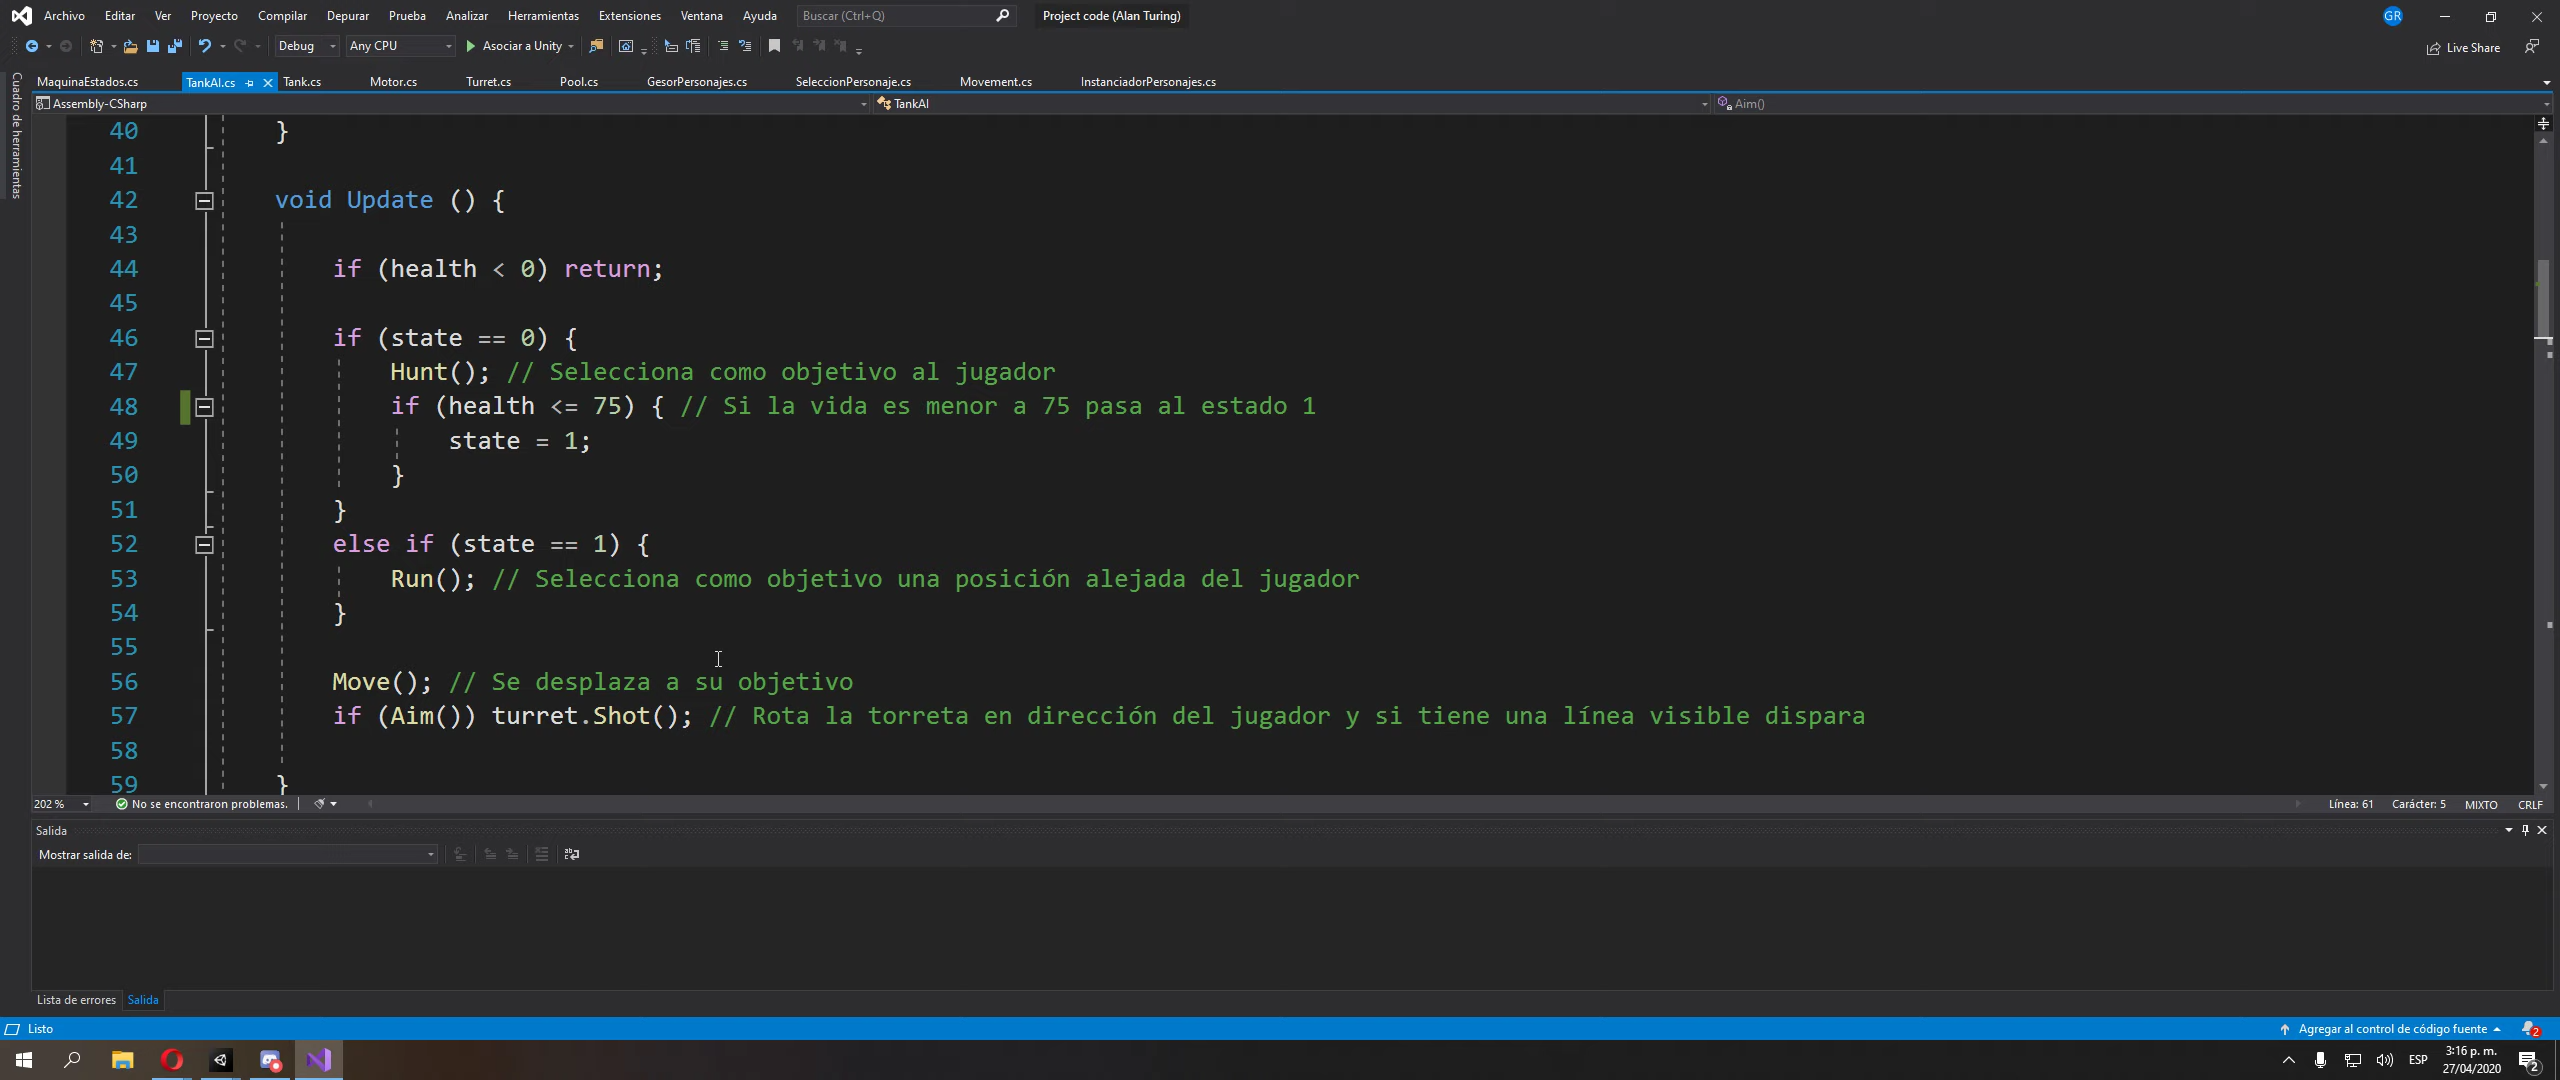 Archivo Editar Ver Proyecto Compilar Depurar Prueba Analizar Herramientas Extensiones Ventana Ayuda Buscar (Ctrl+Q) Project code (Alan Turing) GR
Debug Any CPU Asociar a Unity Live Share
MaquinaEstados.cs TankAI.cs Tank.cs Motor.cs Turret.cs Pool.cs GesorPersonajes.cs SeleccionPersonaje.cs Movement.cs InstanciadorPersonajes.cs
Cuadro de herramientas
Assembly-CSharp TankAI Aim()
40 }
41
42 void Update () {
43
44 if (health < 0) return;
45
46 if (state == 0) {
47 Hunt(); // Selecciona como objetivo al jugador
48 if (health <= 75) { // Si la vida es menor a 75 pasa al estado 1
49 state = 1;
50 }
51 }
52 else if (state == 1) {
53 Run(); // Selecciona como objetivo una posición alejada del jugador
54 }
55
56 Move(); // Se desplaza a su objetivo
57 if (Aim()) turret.Shot(); // Rota la torreta en dirección del jugador y si tiene una línea visible dispara
58
59 }
202 % No se encontraron problemas. Línea: 61 Carácter: 5 MIXTO CRLF
Salida
Mostrar salida de:
Lista de errores Salida
Listo Agregar al control de código fuente 2
ESP 3:16 p. m. 2
27/04/2020